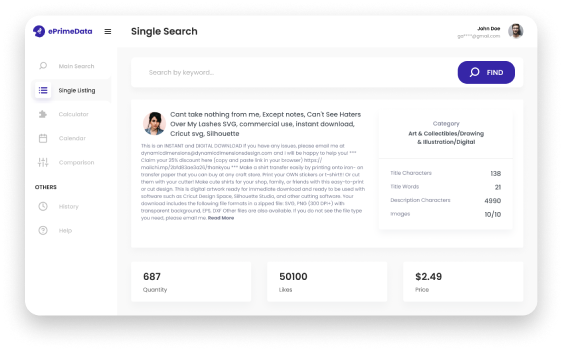 ePrimeData
Single Search
John Doe
Main Search
Single Listing
Calculator
Calendar
Comparison
OTHERS
History
Help
Search by keyword...
FIND
Cant take nothing from me, Except notes, Can't See Haters
Over My Lashes SVG, commercial use, instant download,
Cricut svg, Silhouette
This is an INSTANT and DIGITAL DOWNLOAD If you have any issues, please email me at
dynamicdimensions@dynamicdimensionsdesign.com and I will be happy to help you! ***
Claim your 25% discount here (copy and paste link in your browser) https://
*** Make a shirt transfer easily by printing onto iron- on
transfer paper that you can buy at any craft store. Print your OWN stickers or t-shirt!! Or cut
them with your cutter! Make cute shirts for your shop, family, or friends with this easy-to-print
or cut design. This is digital artwork ready for immediate download and ready to be used with
software such as Cricut Design Space, Silhouette Studio, and other cutting software. Your
download includes the following file formats in a zipped file: SVG, PNG (300 DPI+) with
transparent background, EPS, DXF Other files are also available. If you do not see the file type
you need, please email me. Read More
Category
Art & Collectibles/Drawing
& Illustration/Digital
Title Characters 138
Title Words 21
Description Characters 4990
Images 10/10
687
Quantity
50100
Likes
$2.49
Price